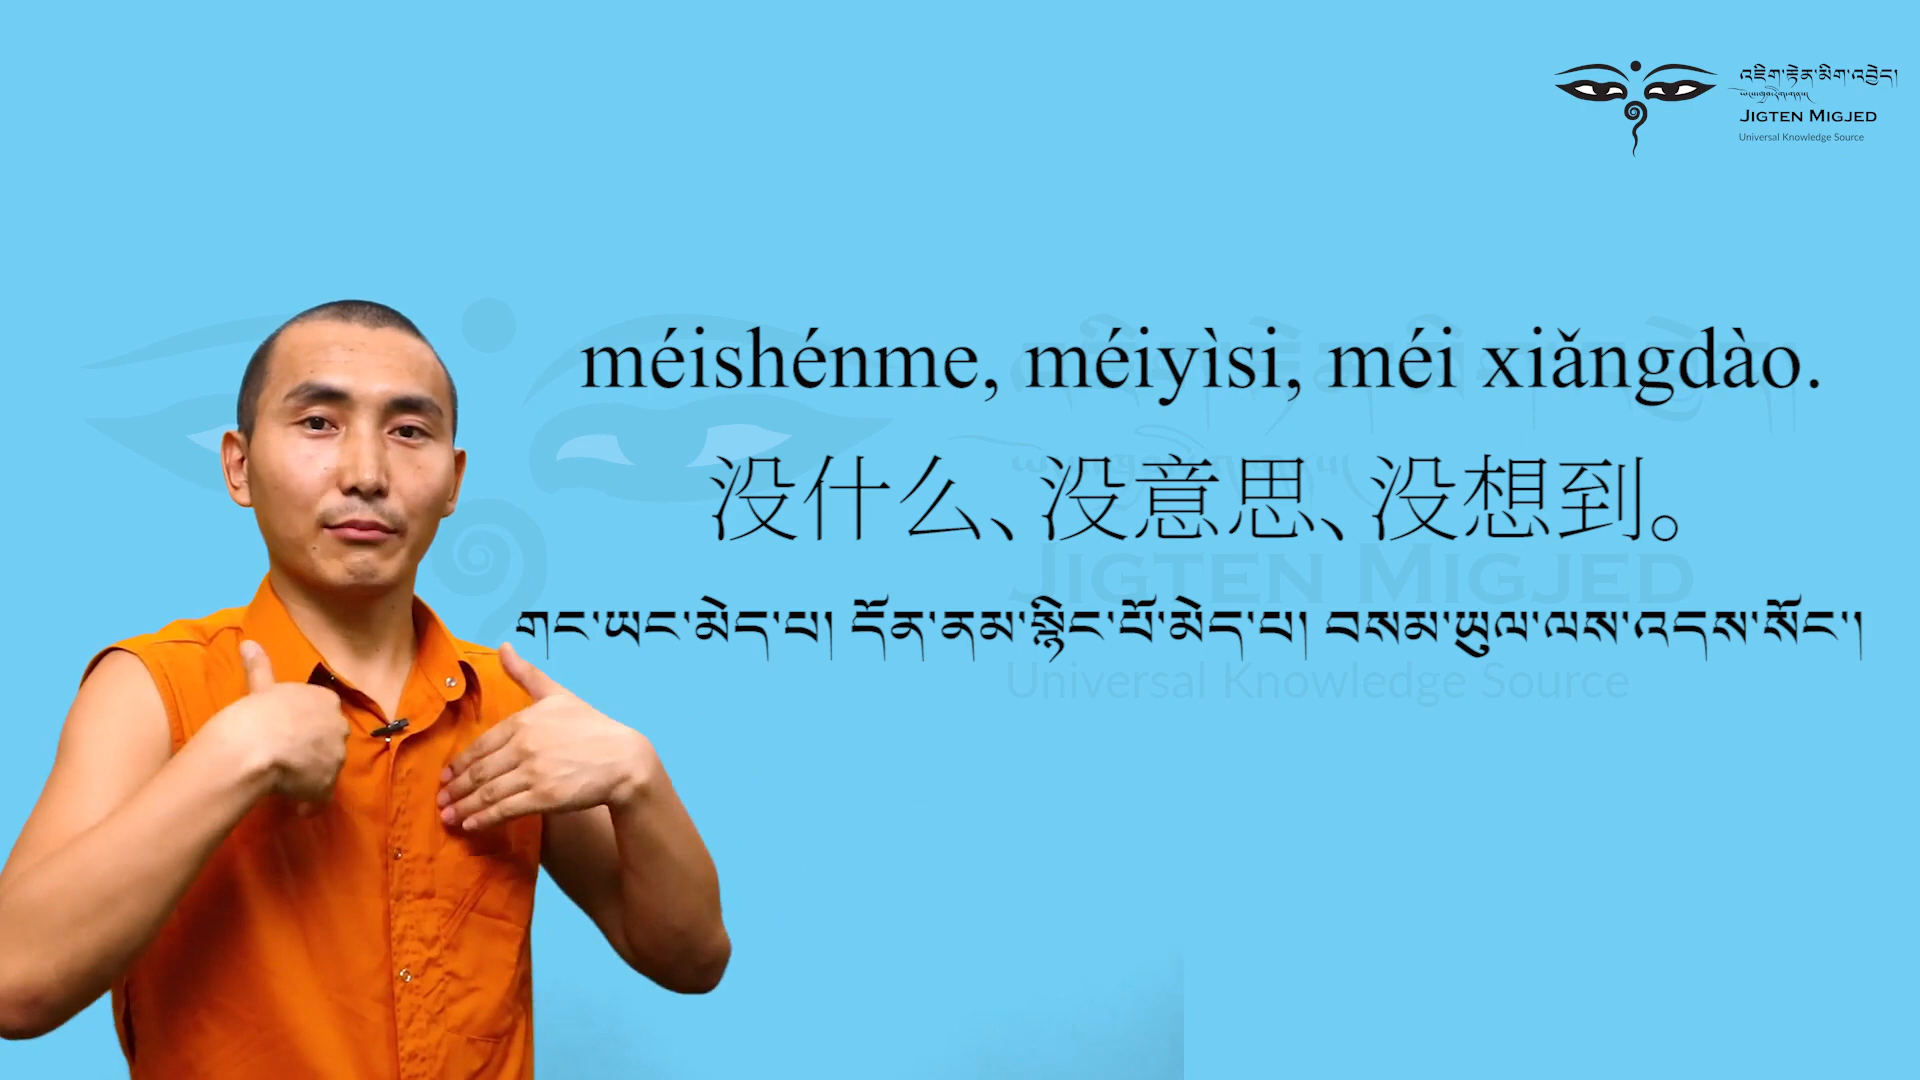 འཇིག་རྟེན་མིག་འབྱེད།
JIGTEN MIGJED
Universal Knowledge Source
méishénme, méiyìsi, méi xiǎngdào.
没什么、没意思、没想到。
གང་ཡང་མེད་པ། དོན་ནམ་སྙིང་པོ་མེད་པ། བསམ་ཡུལ་ལས་འདས་སོང་།
JIGTEN MIGJED
Universal Knowledge Source